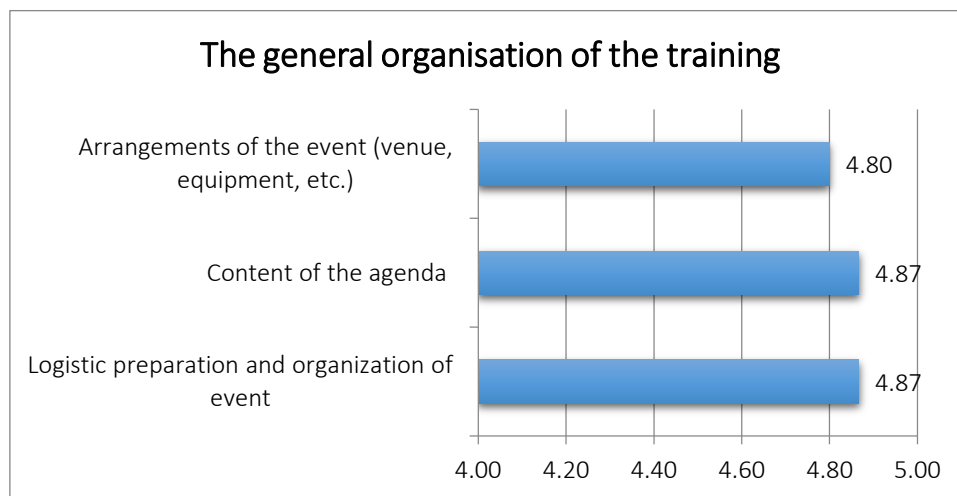 The general organisation of the training
Arrangements of the event (venue,
equipment, etc.)
4.80
Content of the agenda
4.87
Logistic preparation and organization of
event
4.87
4.00 4.20 4.40 4.60 4.80 5.00